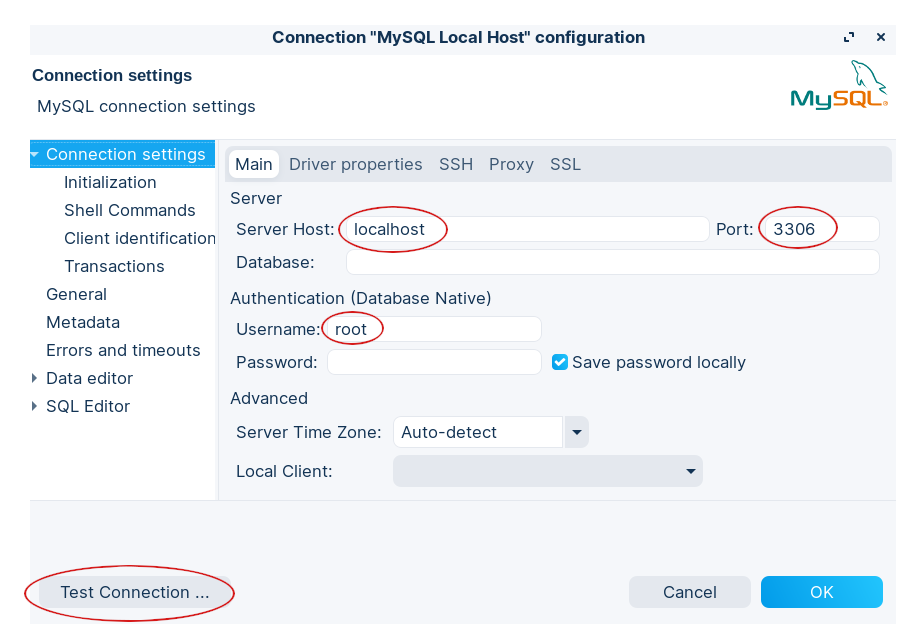 Connection "MySQL Local Host" configuration
Connection settings
MySQL connection settings
MySQL®
Connection settings
Initialization
Shell Commands
Client identification
Transactions
General
Metadata
Errors and timeouts
Data editor
SQL Editor
Main Driver properties SSH Proxy SSL
Server
Server Host: localhost Port: 3306
Database:
Authentication (Database Native)
Username: root
Password: Save password locally
Advanced
Server Time Zone: Auto-detect
Local Client:
Test Connection ... Cancel OK